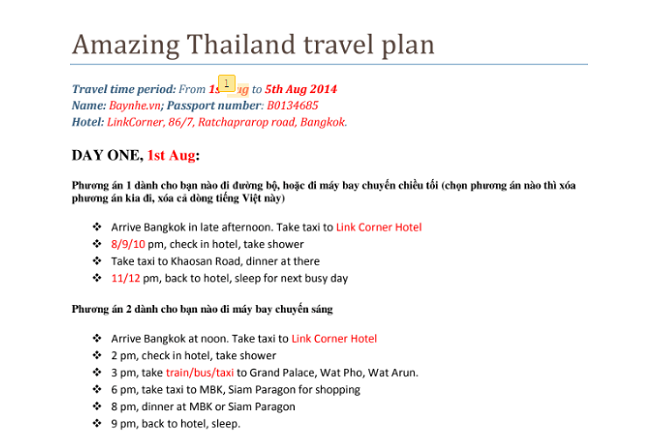 Amazing Thailand travel plan
Travel time period: From 1s 1 ug to 5th Aug 2014
Name: Baynhe.vn; Passport number: B0134685
Hotel: LinkCorner, 86/7, Ratchaprarop road, Bangkok.
DAY ONE, 1st Aug:
Phương án 1 dành cho bạn nào đi đường bộ, hoặc đi máy bay chuyến chiều tối (chọn phương án nào thì xóa
phương án kia đi, xóa cả dòng tiếng Việt này)
❖ Arrive Bangkok in late afternoon. Take taxi to Link Corner Hotel
❖ 8/9/10 pm, check in hotel, take shower
❖ Take taxi to Khaosan Road, dinner at there
❖ 11/12 pm, back to hotel, sleep for next busy day
Phương án 2 dành cho bạn nào đi máy bay chuyến sáng
❖ Arrive Bangkok at noon. Take taxi to Link Corner Hotel
❖ 2 pm, check in hotel, take shower
❖ 3 pm, take train/bus/taxi to Grand Palace, Wat Pho, Wat Arun.
❖ 6 pm, take taxi to MBK, Siam Paragon for shopping
❖ 8 pm, dinner at MBK or Siam Paragon
❖ 9 pm, back to hotel, sleep.